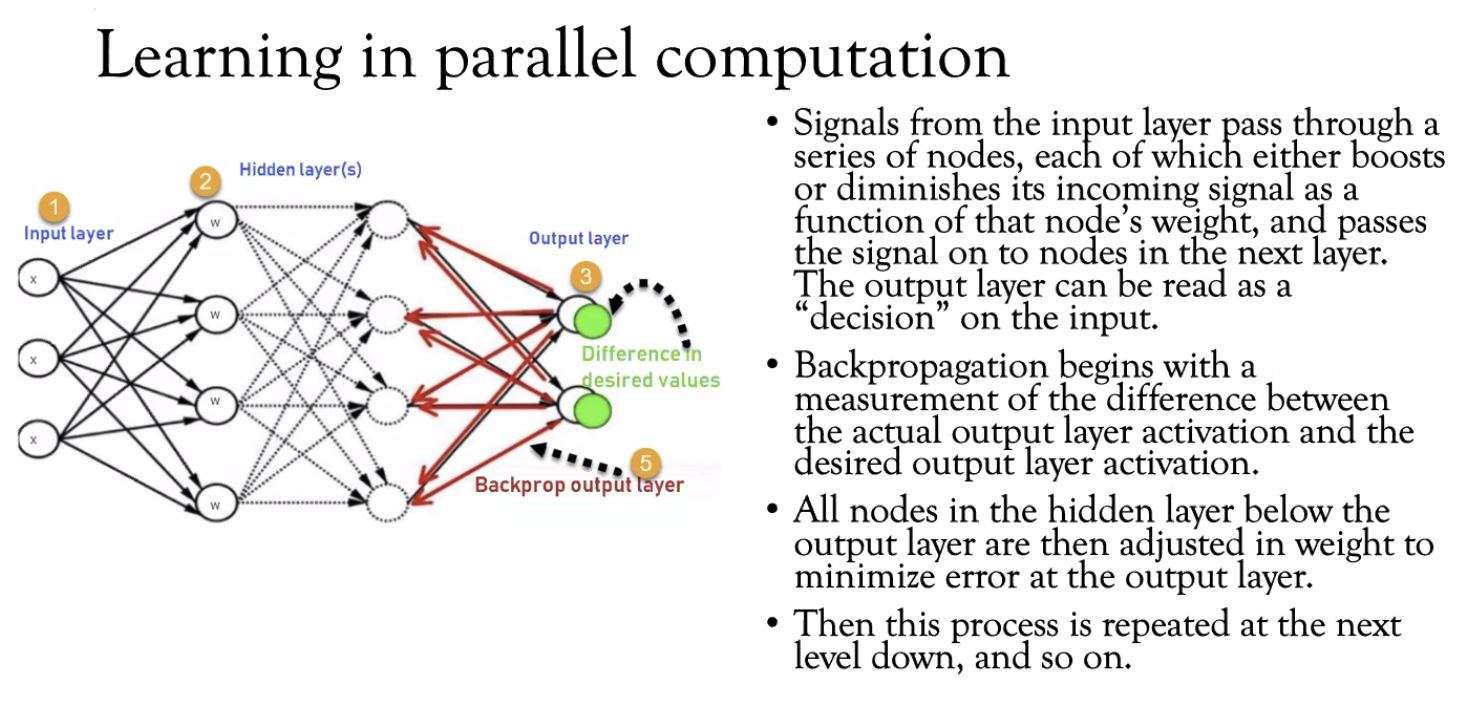 Learning in parallel computation
1
Input layer
2
Hidden layer(s)
Output layer
3
x
x
x
w
w
w
w
Difference in
desired values
5
Backprop output layer
• Signals from the input layer pass through a
series of nodes, each of which either boosts
or diminishes its incoming signal as a
function of that node’s weight, and passes
the signal on to nodes in the next layer.
The output layer can be read as a
“decision” on the input.
• Backpropagation begins with a
measurement of the difference between
the actual output layer activation and the
desired output layer activation.
• All nodes in the hidden layer below the
output layer are then adjusted in weight to
minimize error at the output layer.
• Then this process is repeated at the next
level down, and so on.